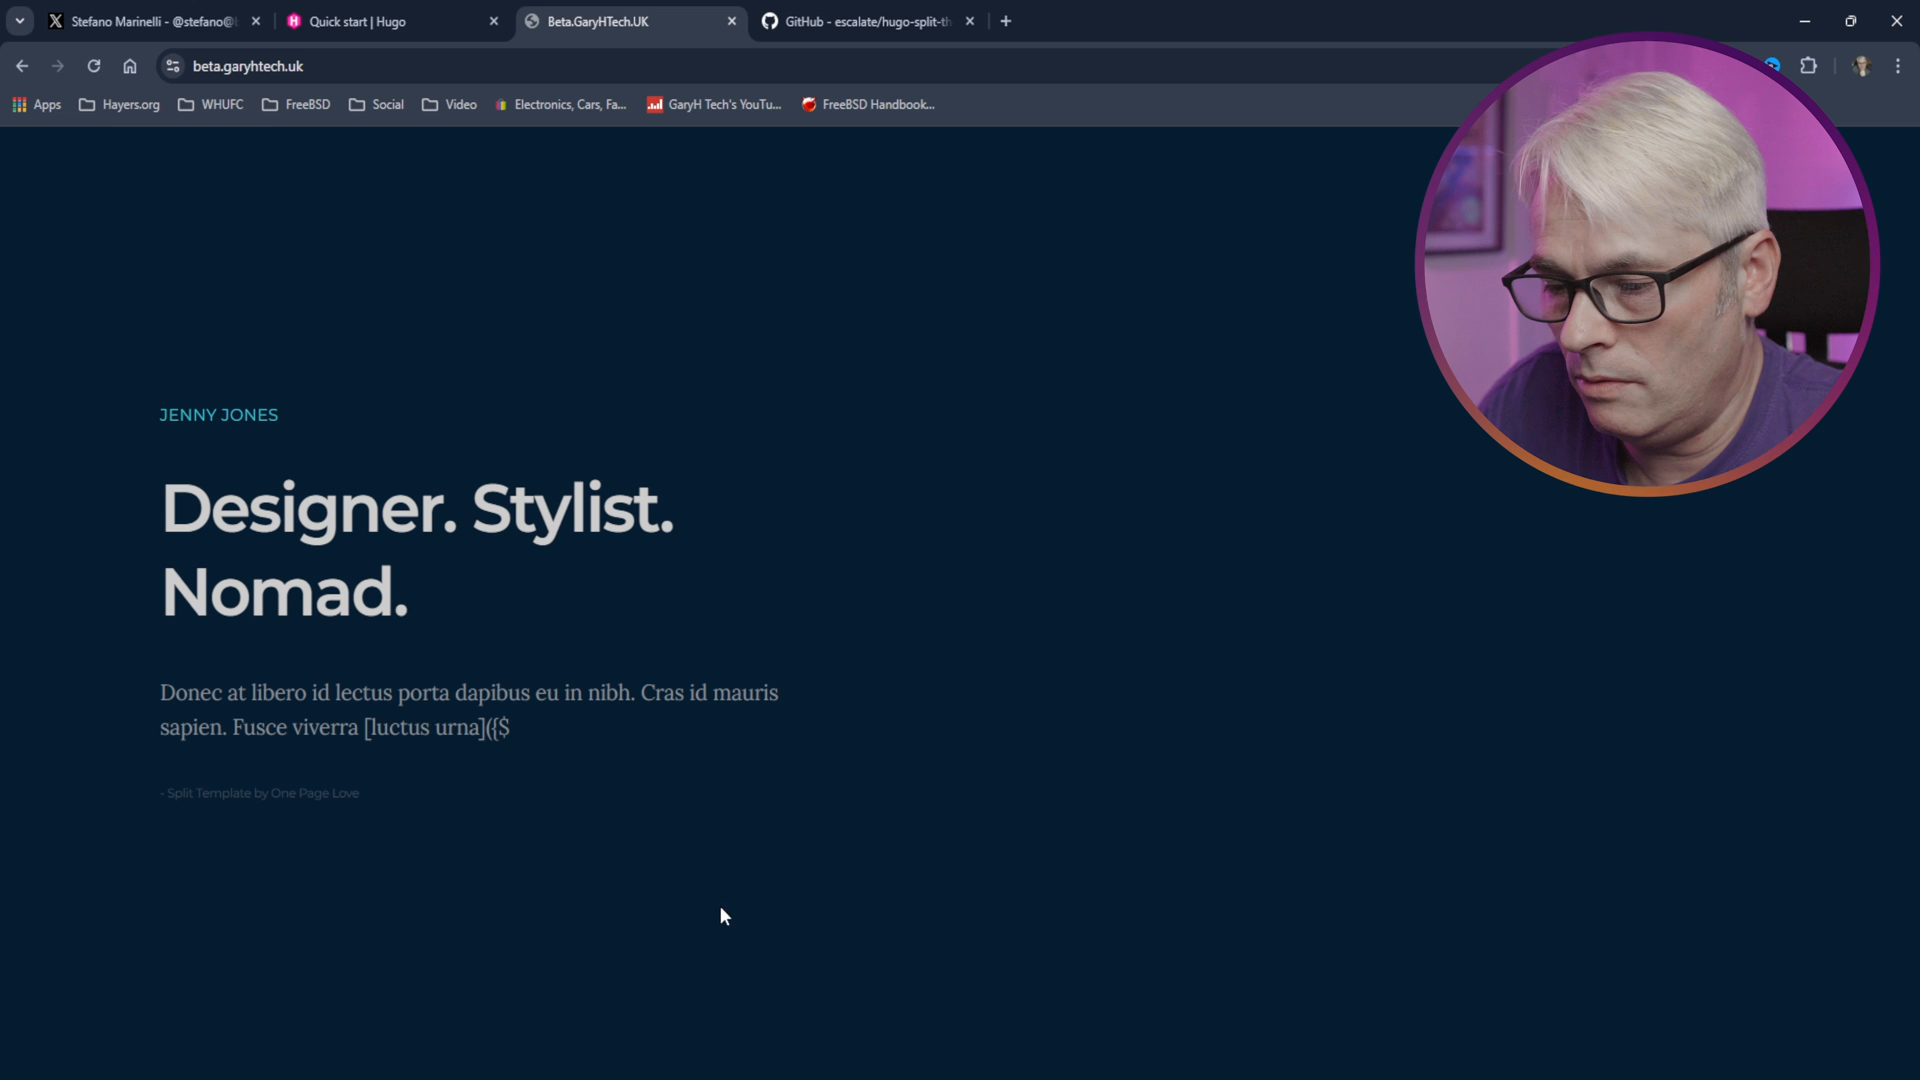 Stefano Marinelli - @stefano@
Quick start | Hugo
Beta.GaryHTech.UK
GitHub - escalate/hugo-split-th
beta.garyhtech.uk
Apps
Hayers.org
WHUFC
FreeBSD
Social
Video
Electronics, Cars, Fa...
GaryH Tech's YouTu...
FreeBSD Handbook...
JENNY JONES
Designer. Stylist.
Nomad.
Donec at libero id lectus porta dapibus eu in nibh. Cras id mauris
sapien. Fusce viverra [luctus urna]({$
- Split Template by One Page Love